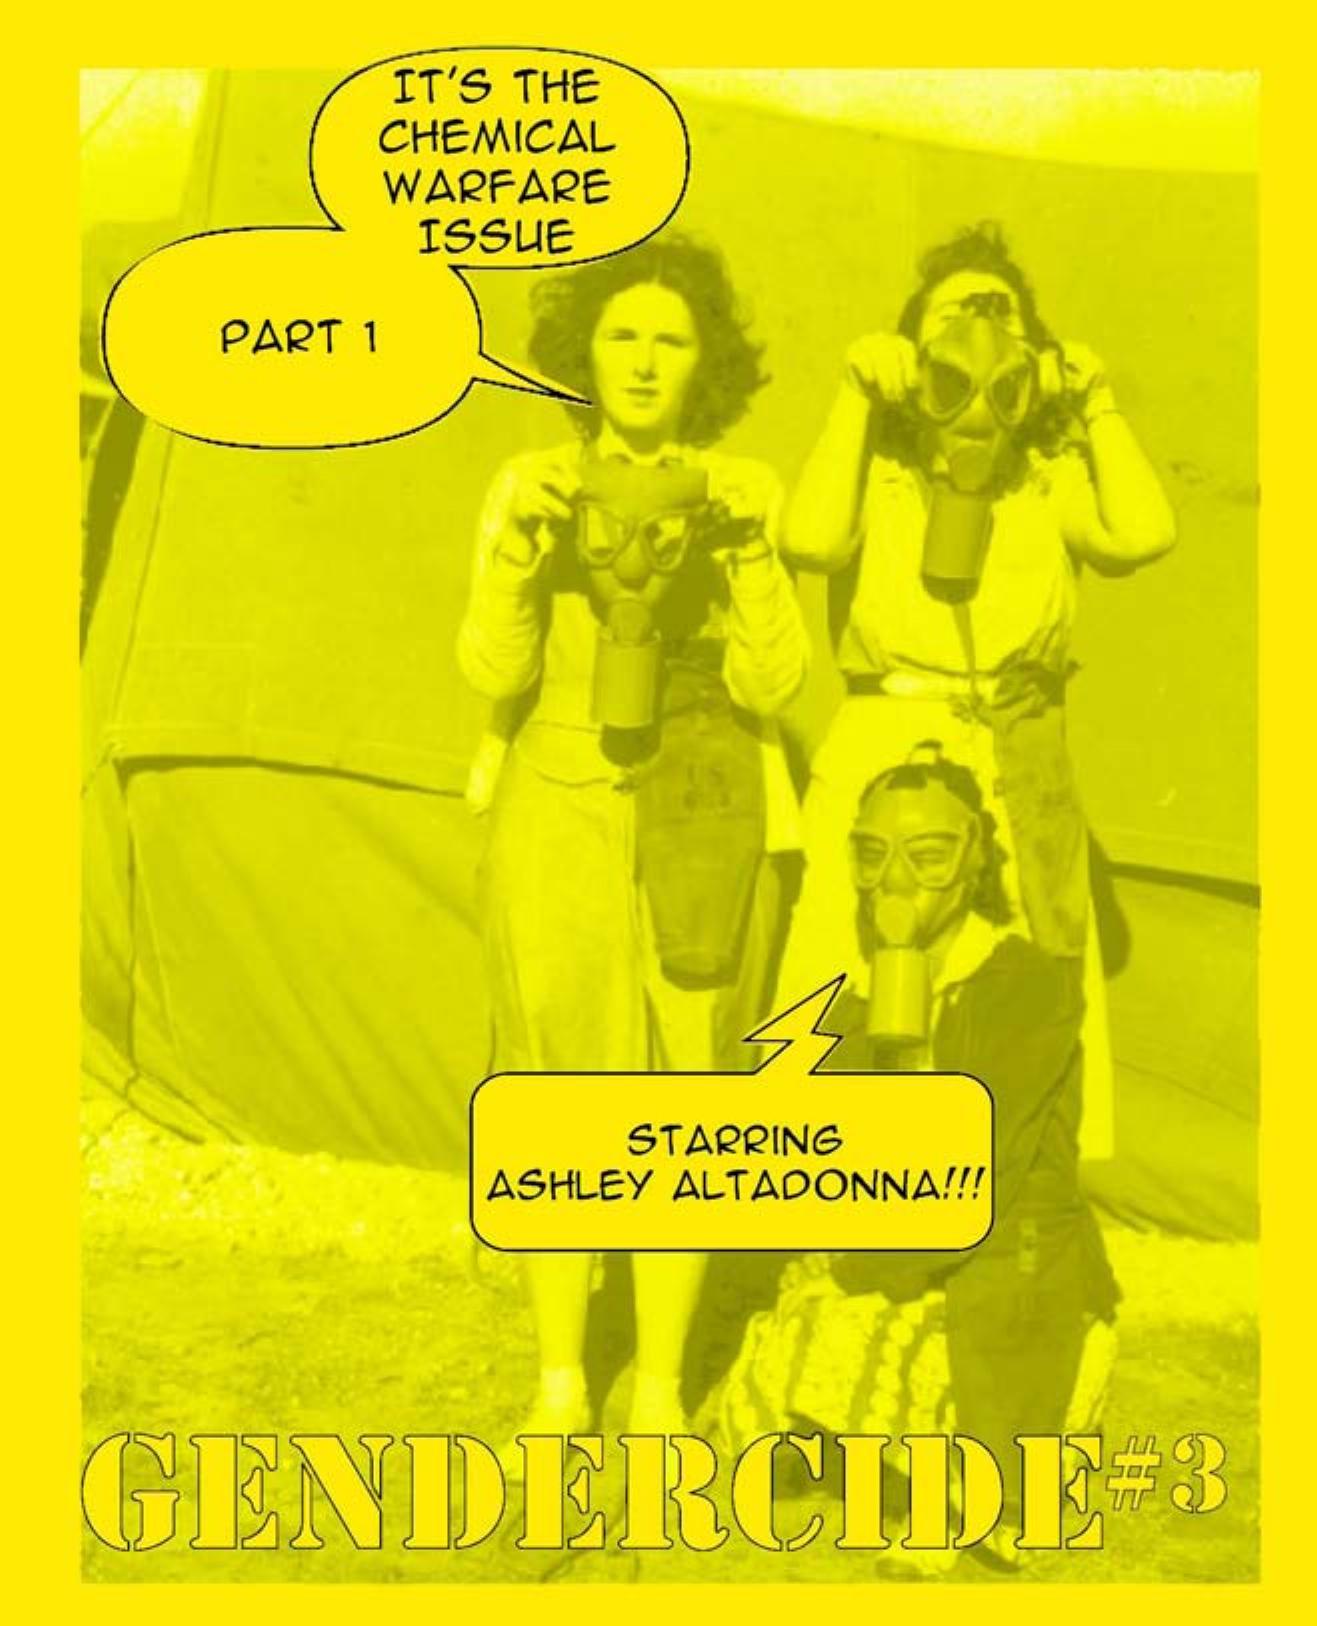 IT'S THE
CHEMICAL
WARFARE
ISSUE
PART 1
STARRING
ASHLEY ALTADONNA!!!
GENDERCIDE #3